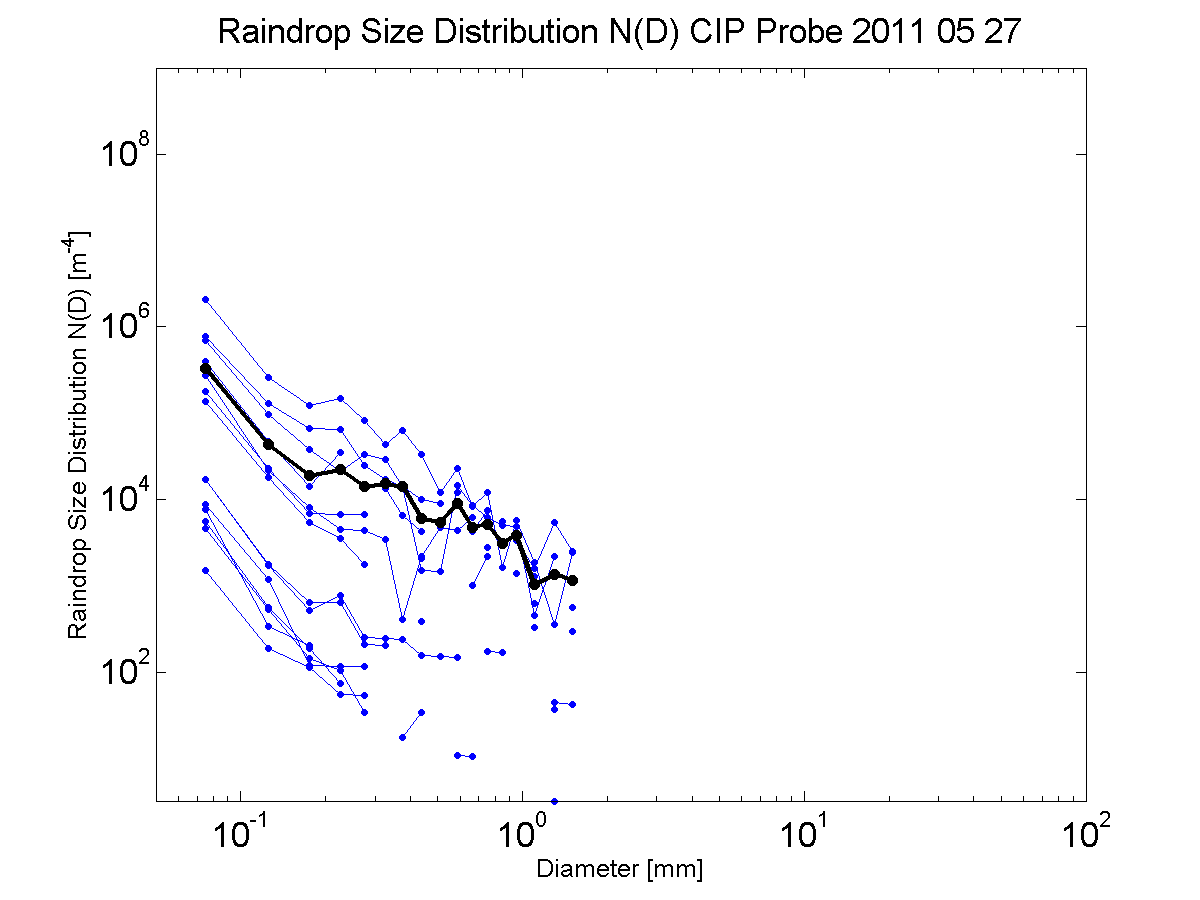 Raindrop Size Distribution N(D) CIP Probe 2011 05 27
10^8
10^6
10^4
10^2
Raindrop Size Distribution N(D) [m^-4]
10^-1
10^0
10^1
10^2
Diameter [mm]